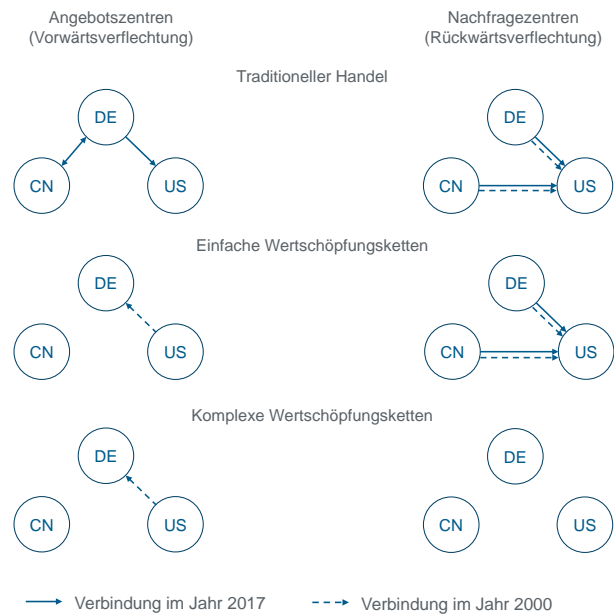 Angebotszentren
(Vorwärtsverflechtung)
Nachfragezentren
(Rückwärtsverflechtung)
Traditioneller Handel
DE
CN
US
DE
CN
US
Einfache Wertschöpfungsketten
DE
CN
US
DE
CN
US
Komplexe Wertschöpfungsketten
DE
CN
US
DE
CN
US
Verbindung im Jahr 2017
Verbindung im Jahr 2000